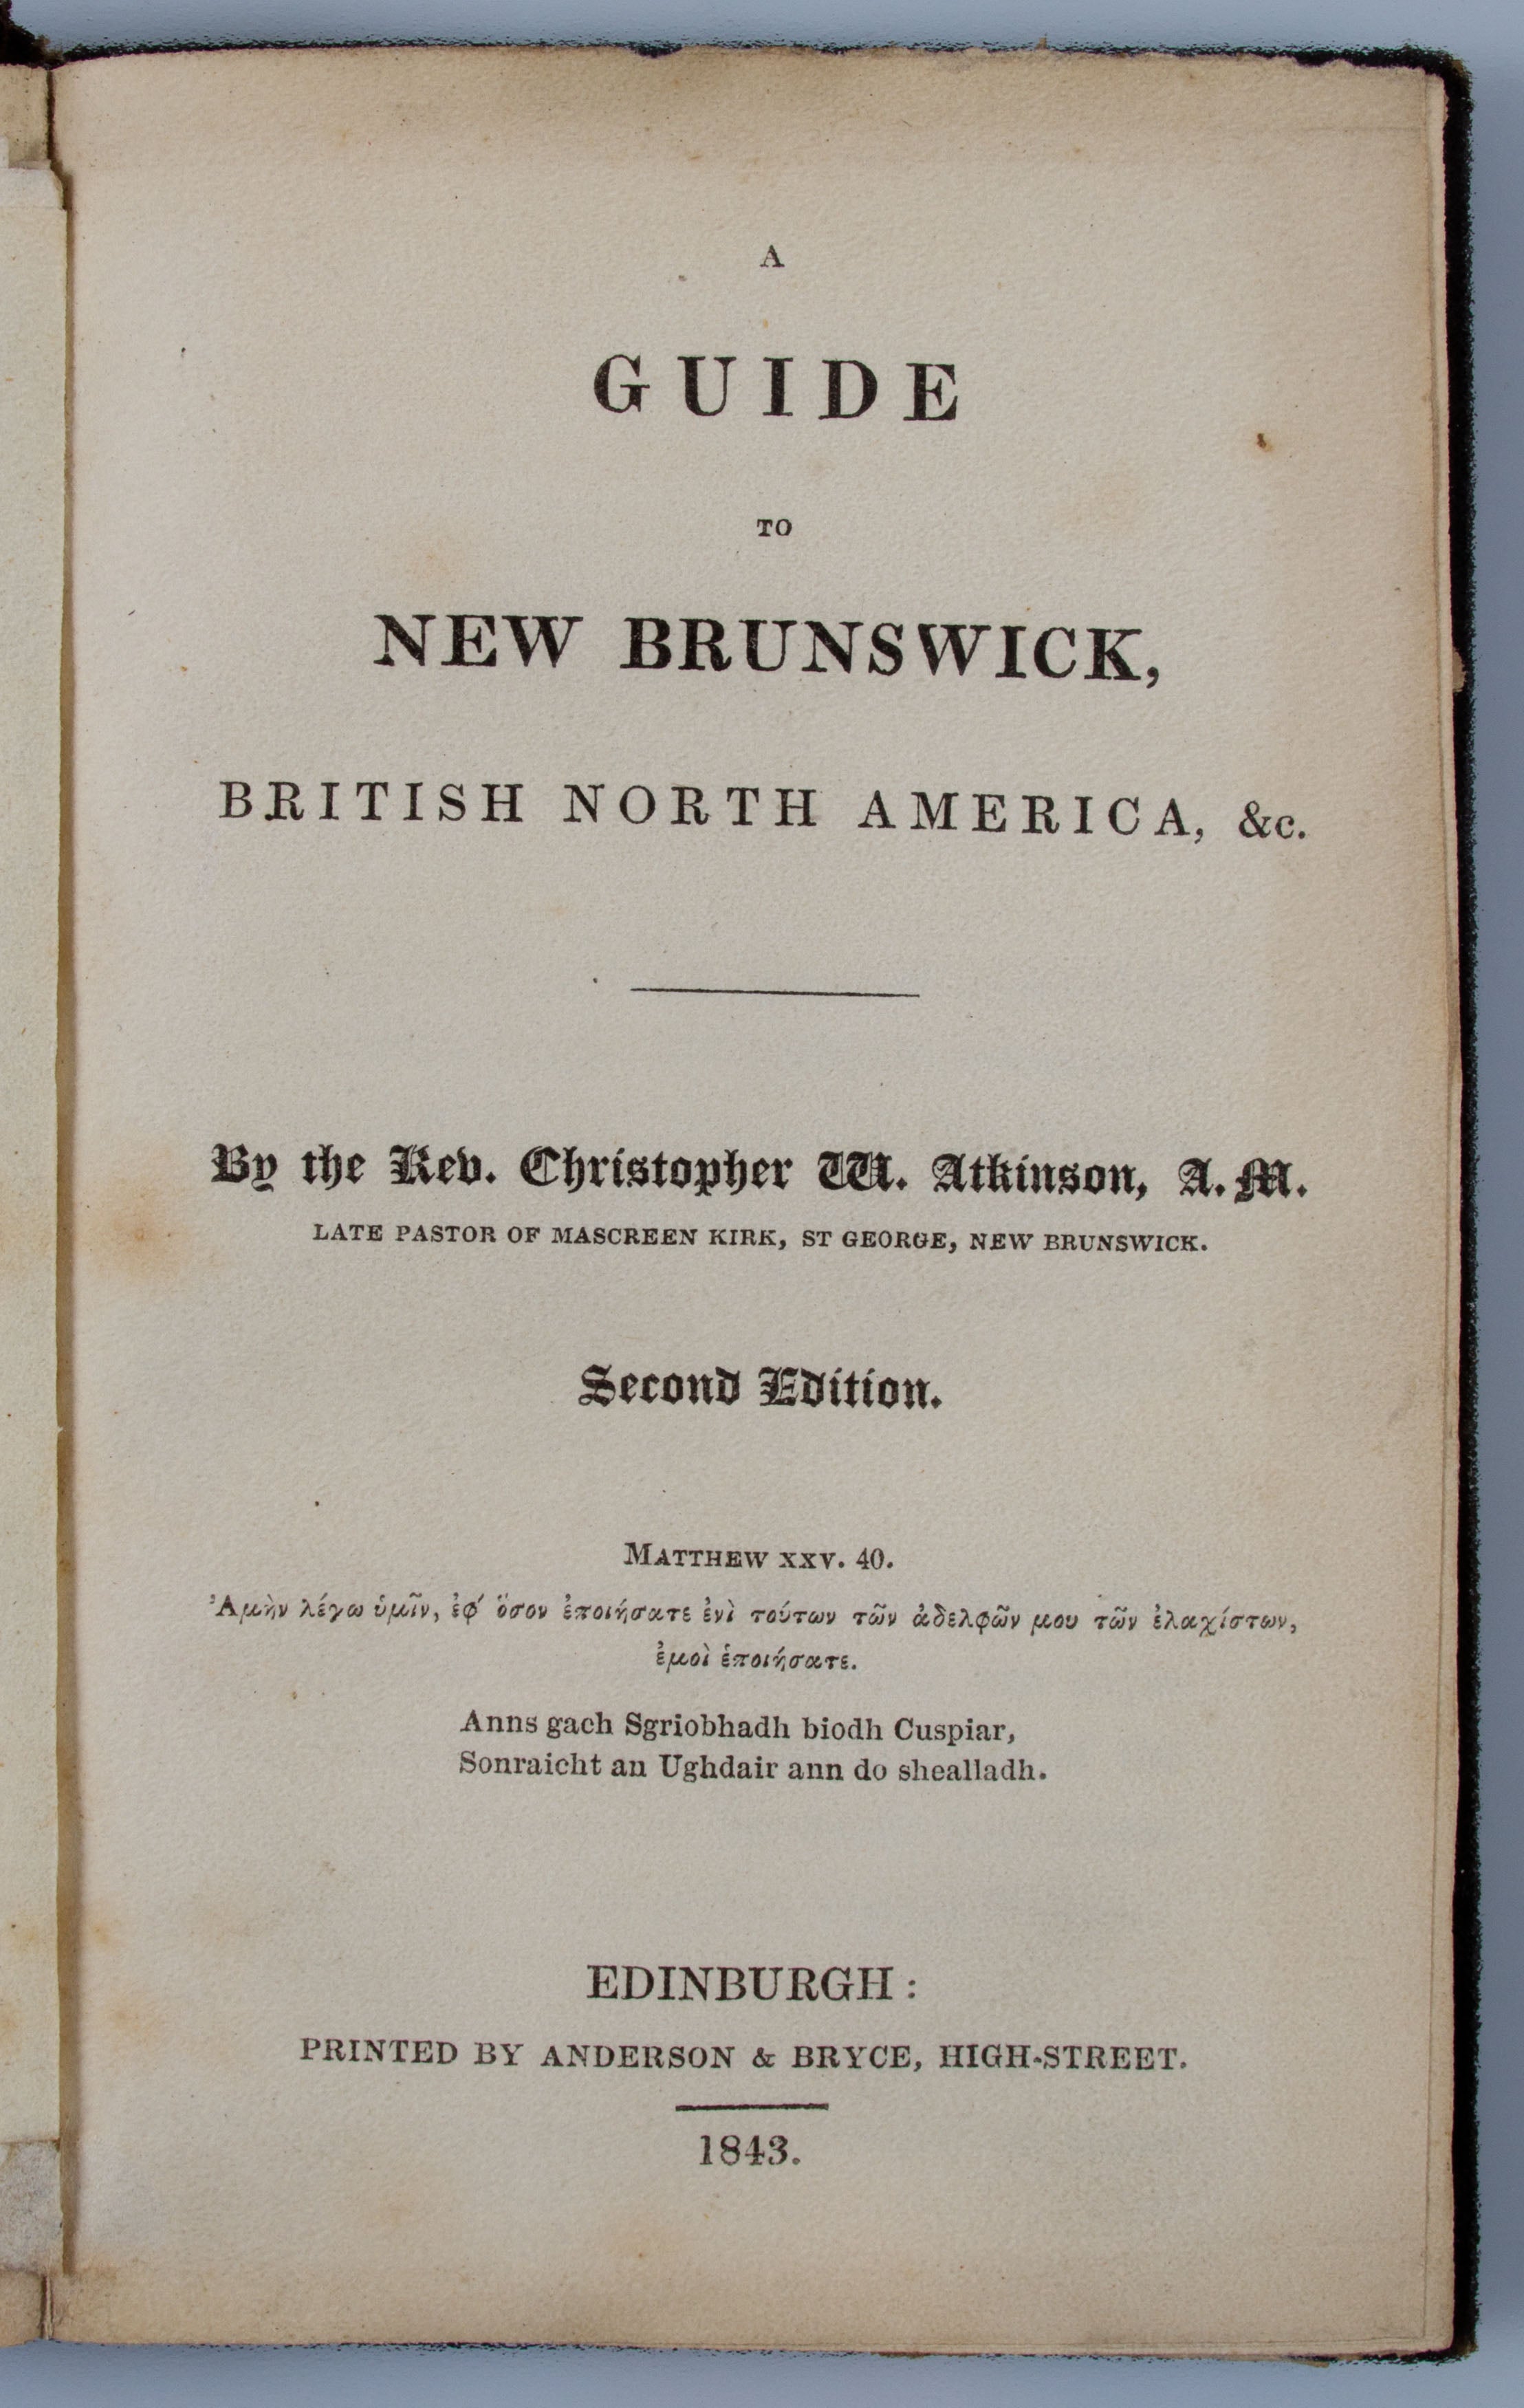 A
GUIDE
TO
NEW BRUNSWICK,
BRITISH NORTH AMERICA, &c.
By the Rev. Christopher W. Atkinson, A.M.
LATE PASTOR OF MASCREEN KIRK, ST GEORGE, NEW BRUNSWICK.
Second Edition.
MATTHEW XXV. 40.
Ἀμὴν λέγω ὑμῖν, ἐφ' ὅσον ἐποιήσατε ἑνὶ τούτων τῶν ἀδελφῶν μου τῶν ἐλαχίστων,
ἐμοὶ ἐποιήσατε.
Anns gach Sgriobhadh biodh Cuspiar,
Sonraicht an Ughdair ann do shealladh.
EDINBURGH:
PRINTED BY ANDERSON & BRYCE, HIGH-STREET.
1843.